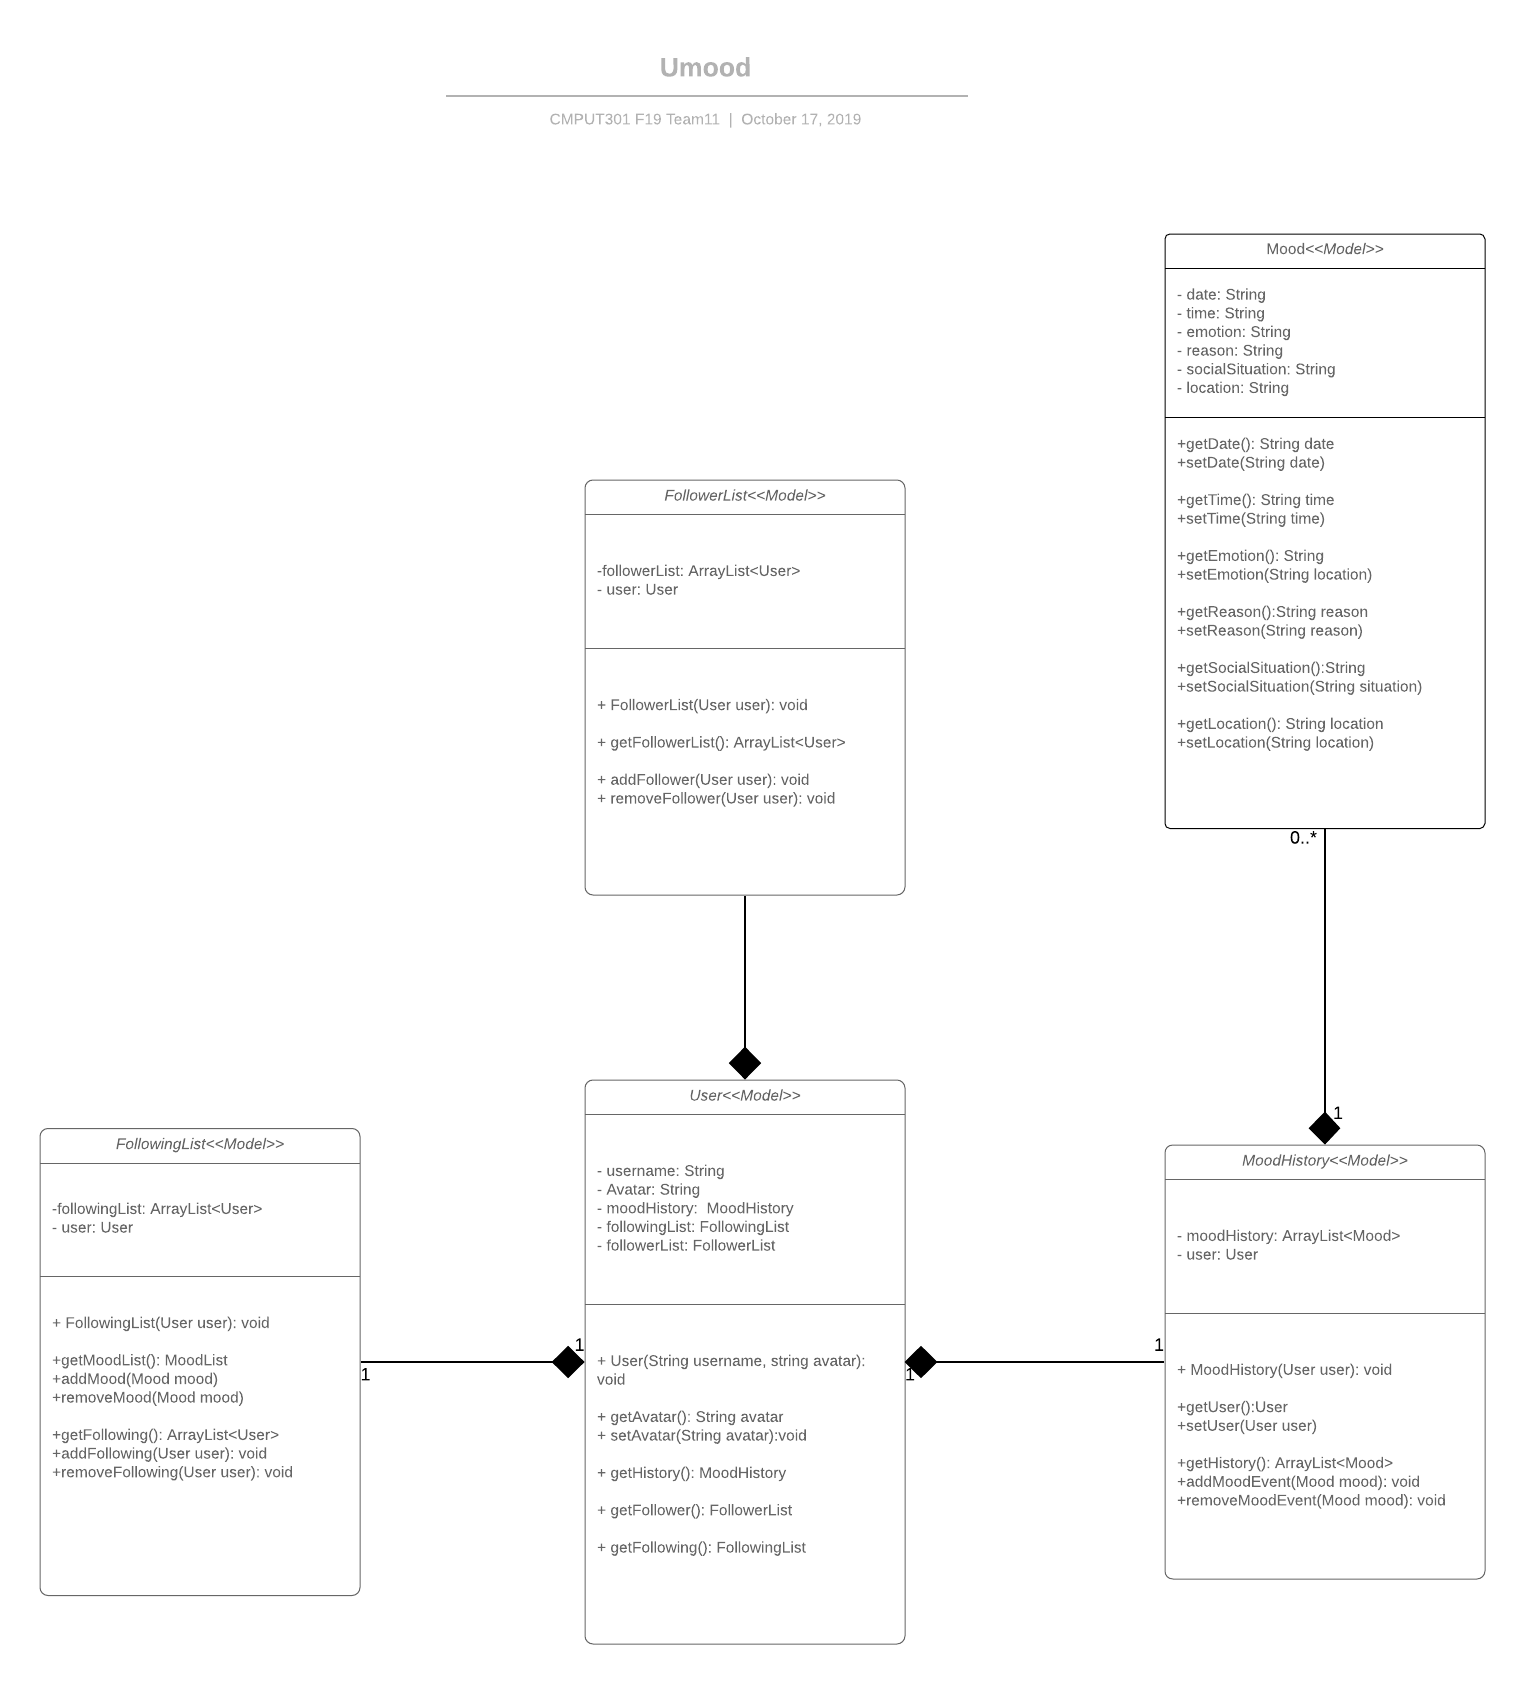 Umood
CMPUT301 F19 Team11 | October 17, 2019
Mood<<Model>>
- date: String
- time: String
- emotion: String
- reason: String
- socialSituation: String
- location: String
+getDate(): String date
+setDate(String date)
+getTime(): String time
+setTime(String time)
+getEmotion(): String
+setEmotion(String location)
+getReason():String reason
+setReason(String reason)
+getSocialSituation():String
+setSocialSituation(String situation)
+getLocation(): String location
+setLocation(String location)
0..*
1
FollowerList<<Model>>
-followerList: ArrayList<User>
- user: User
+ FollowerList(User user): void
+ getFollowerList(): ArrayList<User>
+ addFollower(User user): void
+ removeFollower(User user): void
FollowingList<<Model>>
-followingList: ArrayList<User>
- user: User
+ FollowingList(User user): void
+getMoodList(): MoodList
+addMood(Mood mood)
+removeMood(Mood mood)
+getFollowing(): ArrayList<User>
+addFollowing(User user): void
+removeFollowing(User user): void
1
1
User<<Model>>
- username: String
- Avatar: String
- moodHistory:  MoodHistory
- followingList: FollowingList
- followerList: FollowerList
+ User(String username, string avatar):
void
+ getAvatar(): String avatar
+ setAvatar(String avatar):void
+ getHistory(): MoodHistory
+ getFollower(): FollowerList
+ getFollowing(): FollowingList
1
1
MoodHistory<<Model>>
- moodHistory: ArrayList<Mood>
- user: User
+ MoodHistory(User user): void
+getUser():User
+setUser(User user)
+getHistory(): ArrayList<Mood>
+addMoodEvent(Mood mood): void
+removeMoodEvent(Mood mood): void